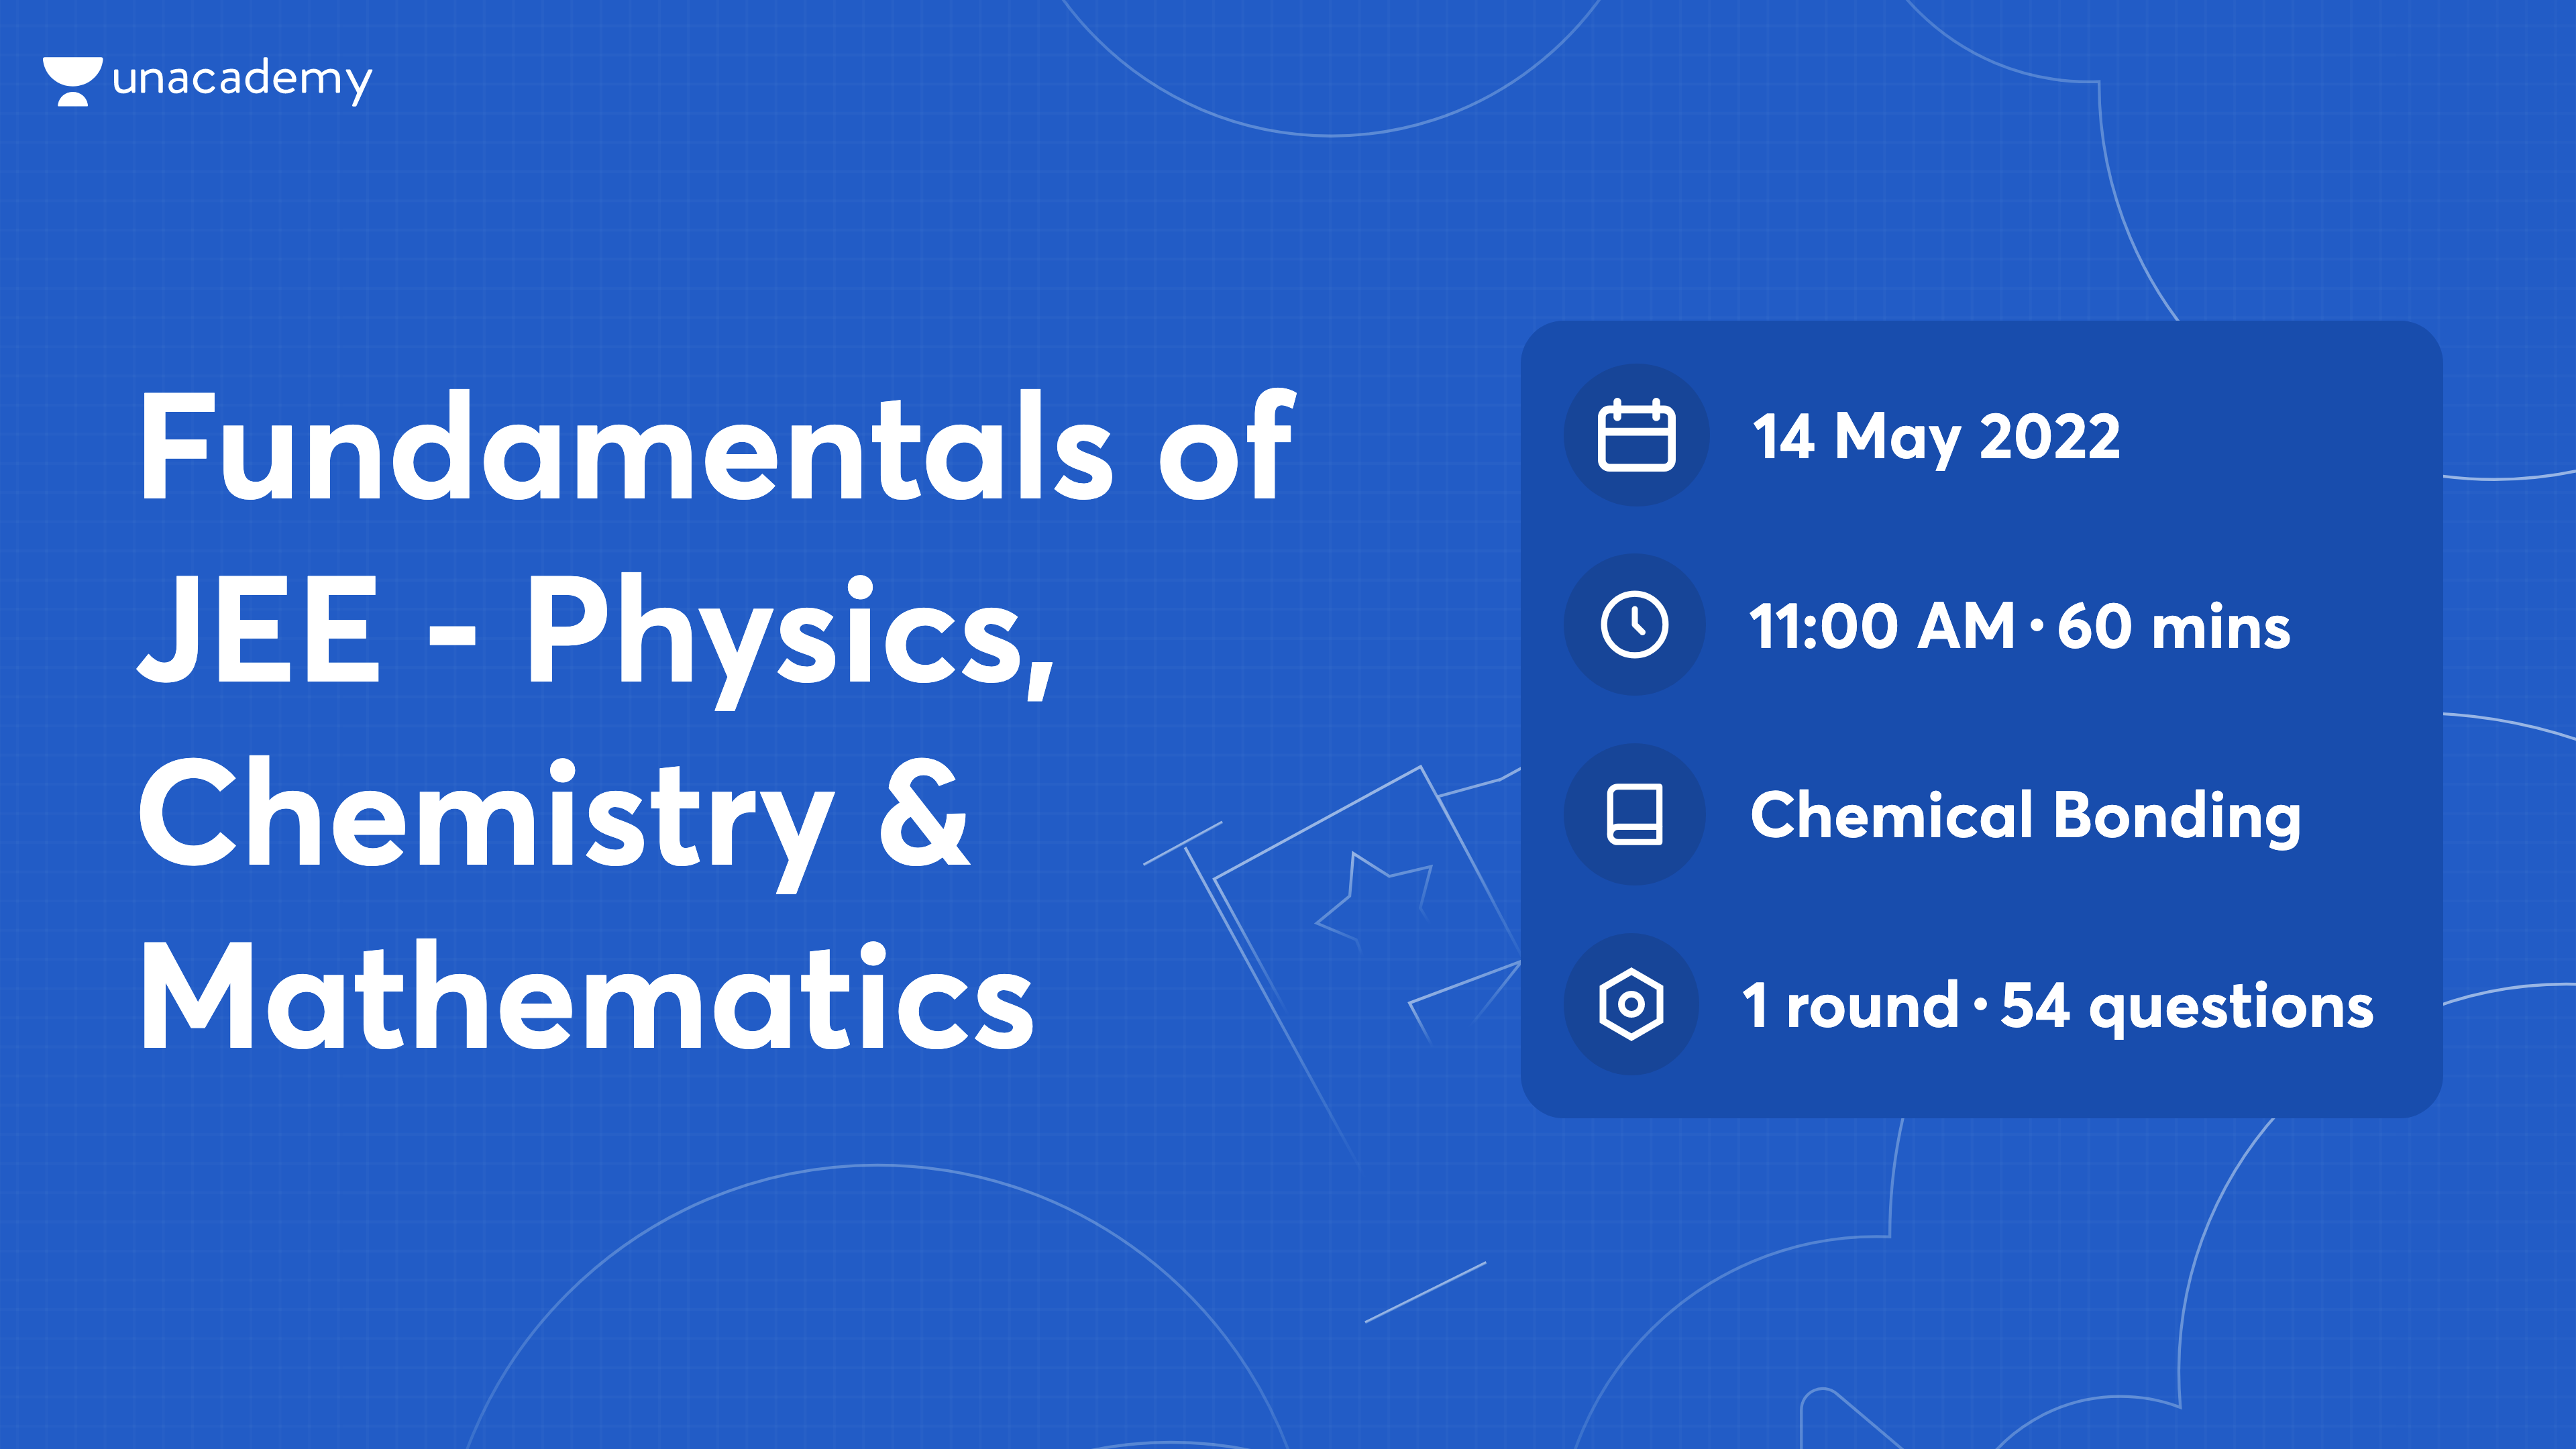 unacademy
Fundamentals of
JEE - Physics,
Chemistry &
Mathematics
14 May 2022
11:00 AM · 60 mins
Chemical Bonding
1 round · 54 questions